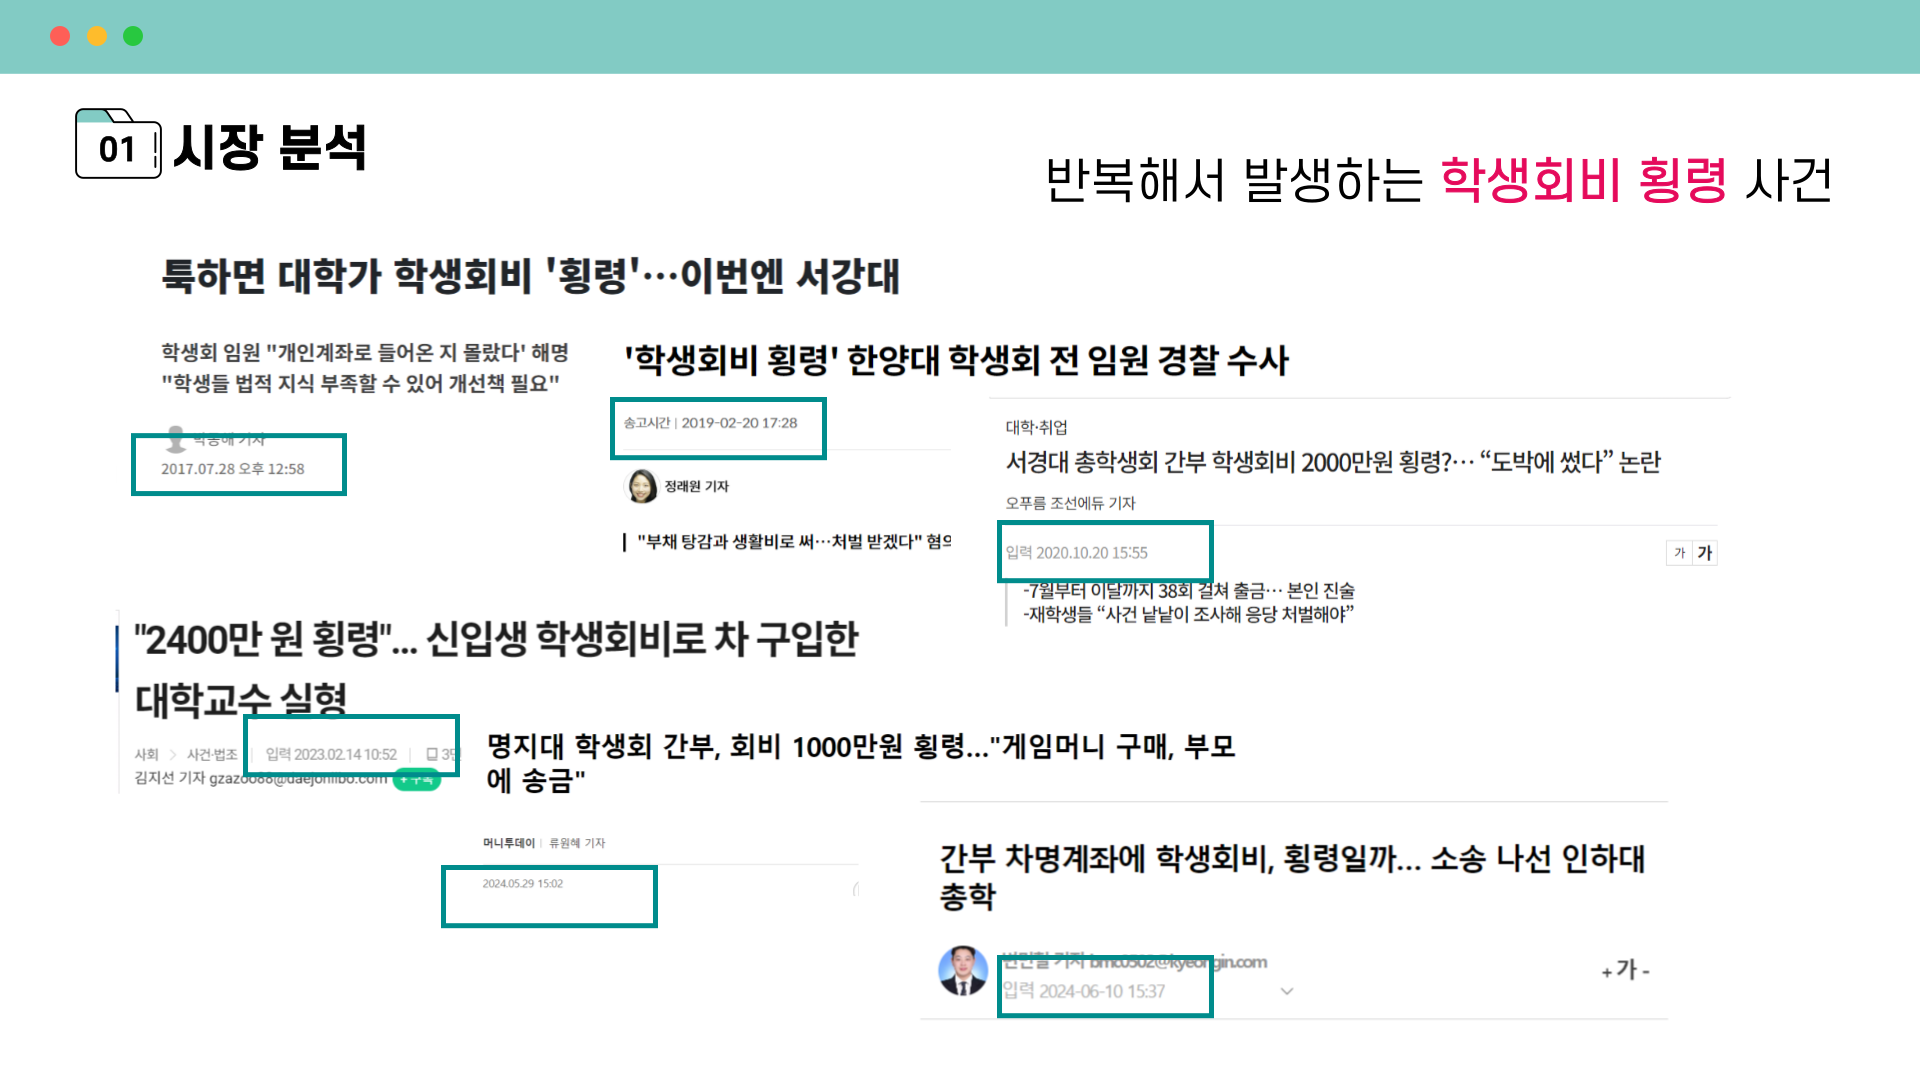 01 시장 분석
반복해서 발생하는 학생회비 횡령 사건
툭하면 대학가 학생회비 '횡령'…이번엔 서강대
학생회 임원 "개인계좌로 들어온 지 몰랐다' 해명
"학생들 법적 지식 부족할 수 있어 개선책 필요"
기자
2017.07.28 오후 12:58
'학생회비 횡령' 한양대 학생회 전 임원 경찰 수사
송고시간 | 2019-02-20 17:28
정래원 기자
"부채 탕감과 생활비로 써…처벌 받겠다" 혐의
대학·취업
서경대 총학생회 간부 학생회비 2000만원 횡령?… “도박에 썼다” 논란
오푸름 조선에듀 기자
입력 2020.10.20 15:55
가 가
-7월부터 이달까지 38회 걸쳐 출금… 본인 진술
-재학생들 “사건 낱낱이 조사해 응당 처벌해야”
"2400만 원 횡령"... 신입생 학생회비로 차 구입한
대학교수 실형
사회 > 사건·법조 | 입력 2023.02.14 10:52 | 3면
김지선 기자 gzazoo88@daejonilbo.com + 구독
명지대 학생회 간부, 회비 1000만원 횡령..."게임머니 구매, 부모
에 송금"
머니투데이 | 류원혜 기자
2024.05.29 15:02
간부 차명계좌에 학생회비, 횡령일까... 소송 나선 인하대
총학
변민철 기자 bmc0502@kyeongin.com
입력 2024-06-10 15:37
+ 가 -